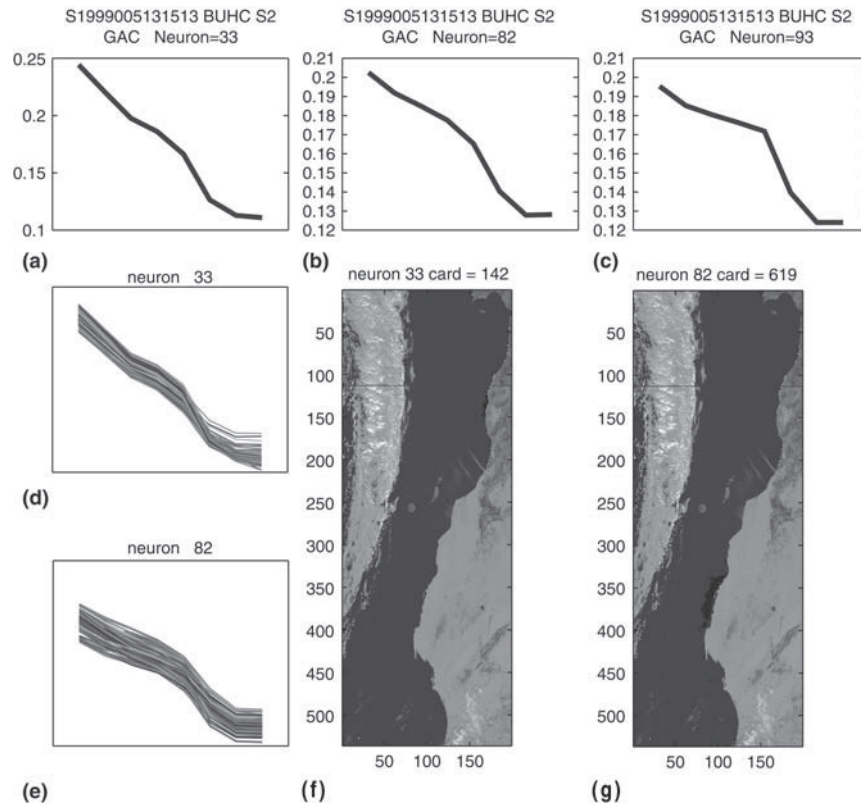 S1999005131513 BUHC S2
GAC Neuron=33
S1999005131513 BUHC S2
GAC Neuron=82
S1999005131513 BUHC S2
GAC Neuron=93
0.25
0.2
0.15
0.1
0.21
0.2
0.19
0.18
0.17
0.16
0.15
0.14
0.13
0.12
0.21
0.2
0.19
0.18
0.17
0.16
0.15
0.14
0.13
0.12
(a)
(b)
(c)
neuron 33
neuron 33 card = 142
neuron 82 card = 619
(d)
neuron 82
(e)
50
100
150
200
250
300
350
400
450
500
50 100 150
(f)
50
100
150
200
250
300
350
400
450
500
50 100 150
(g)